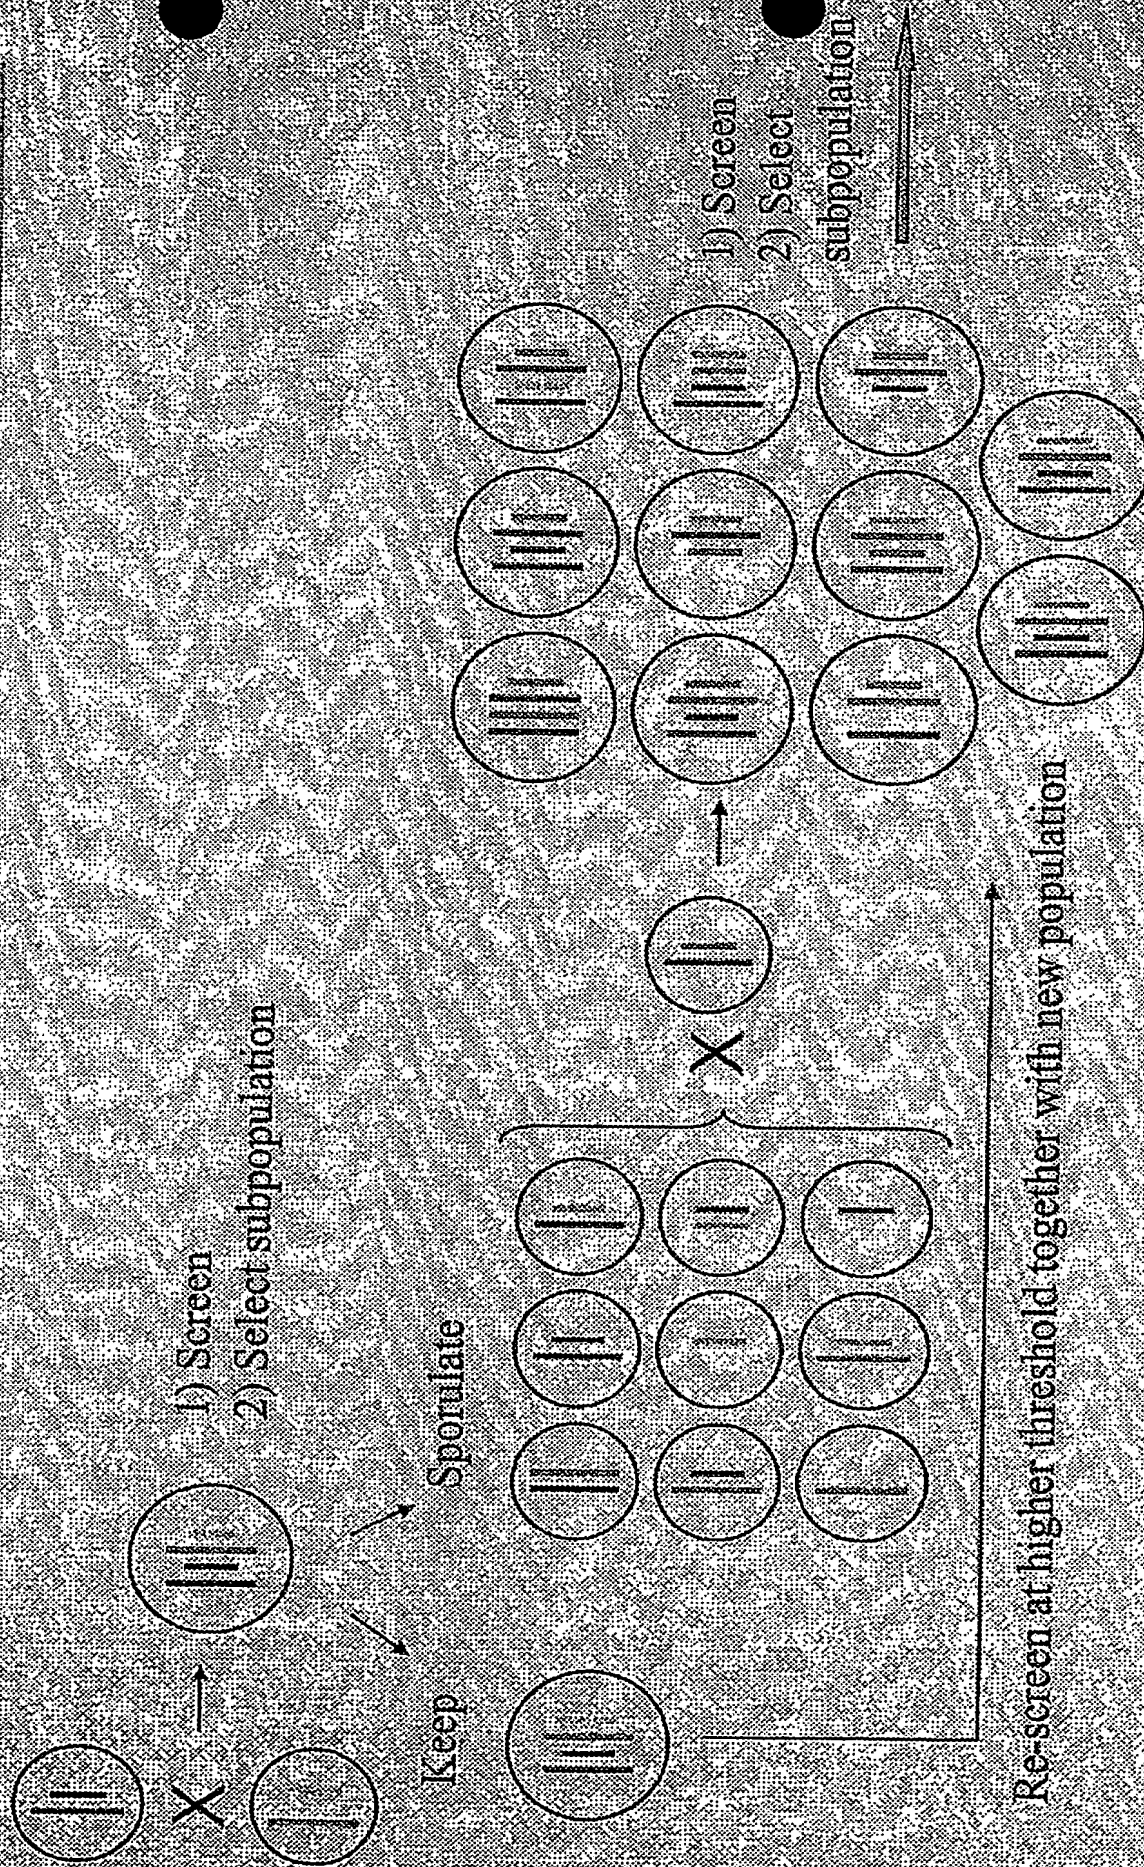 X
1) Screen
2) Select subpopulation
Keep
Sporulate
X
1) Screen
2) Select
subpopulation
Re-screen at higher threshold together with new population